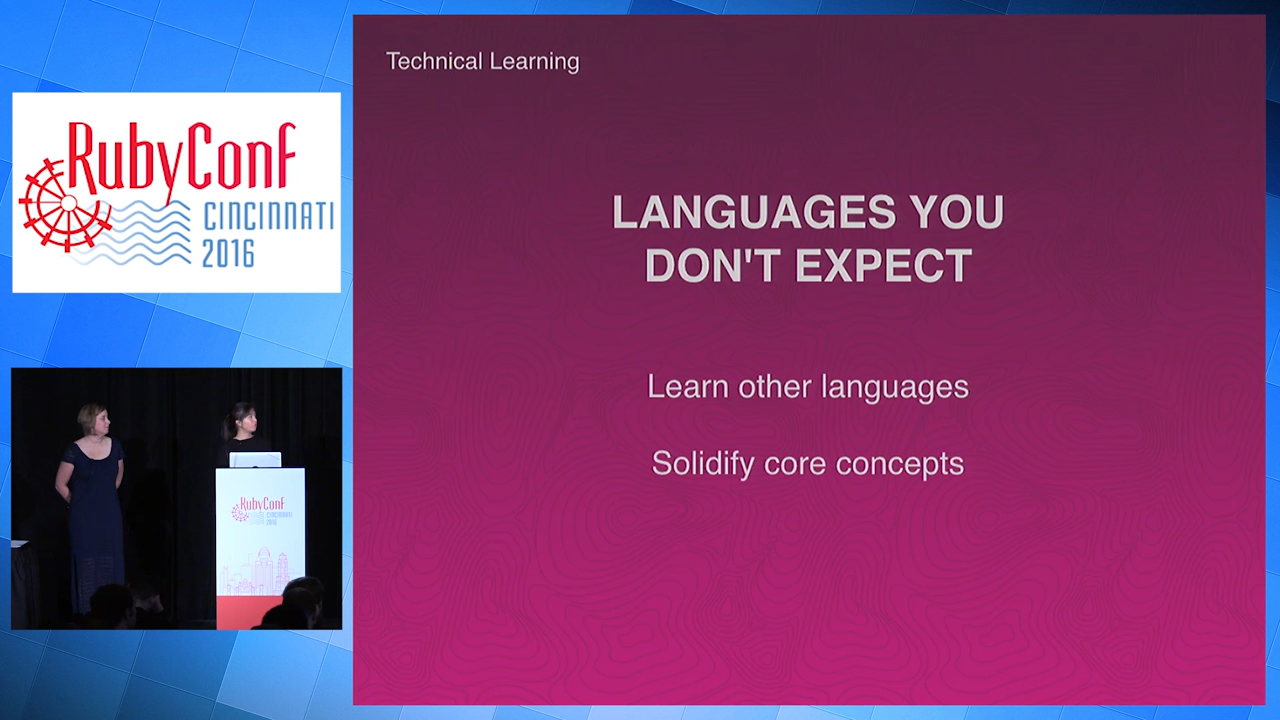 RubyConf
CINCINNATI
2016
Technical Learning
LANGUAGES YOU
DON'T EXPECT
Learn other languages
Solidify core concepts
RubyConf
CINCINNATI
2016